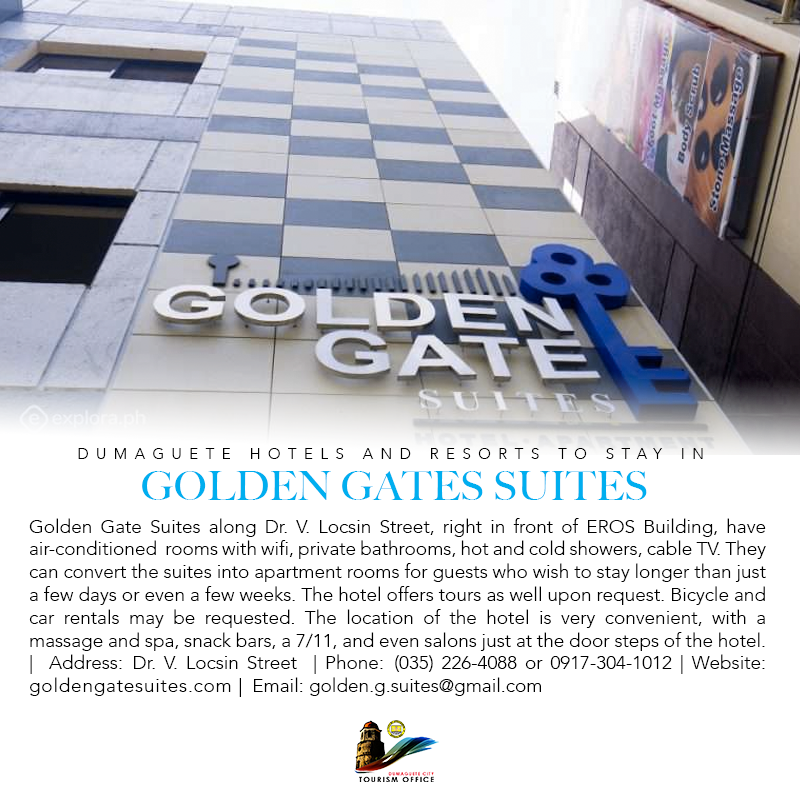 Foot Massage
Body Scrub
Stone Massage
GOLDEN
GATE
SUITES
HOTEL • APARTMENT
explora.ph
DUMAGUETE HOTELS AND RESORTS TO STAY IN
GOLDEN GATES SUITES
Golden Gate Suites along Dr. V. Locsin Street, right in front of EROS Building, have
air-conditioned rooms with wifi, private bathrooms, hot and cold showers, cable TV. They
can convert the suites into apartment rooms for guests who wish to stay longer than just
a few days or even a few weeks. The hotel offers tours as well upon request. Bicycle and
car rentals may be requested. The location of the hotel is very convenient, with a
massage and spa, snack bars, a 7/11, and even salons just at the door steps of the hotel.
| Address: Dr. V. Locsin Street | Phone: (035) 226-4088 or 0917-304-1012 | Website:
goldengatesuites.com | Email: golden.g.suites@gmail.com
DUMAGUETE CITY
TOURISM OFFICE